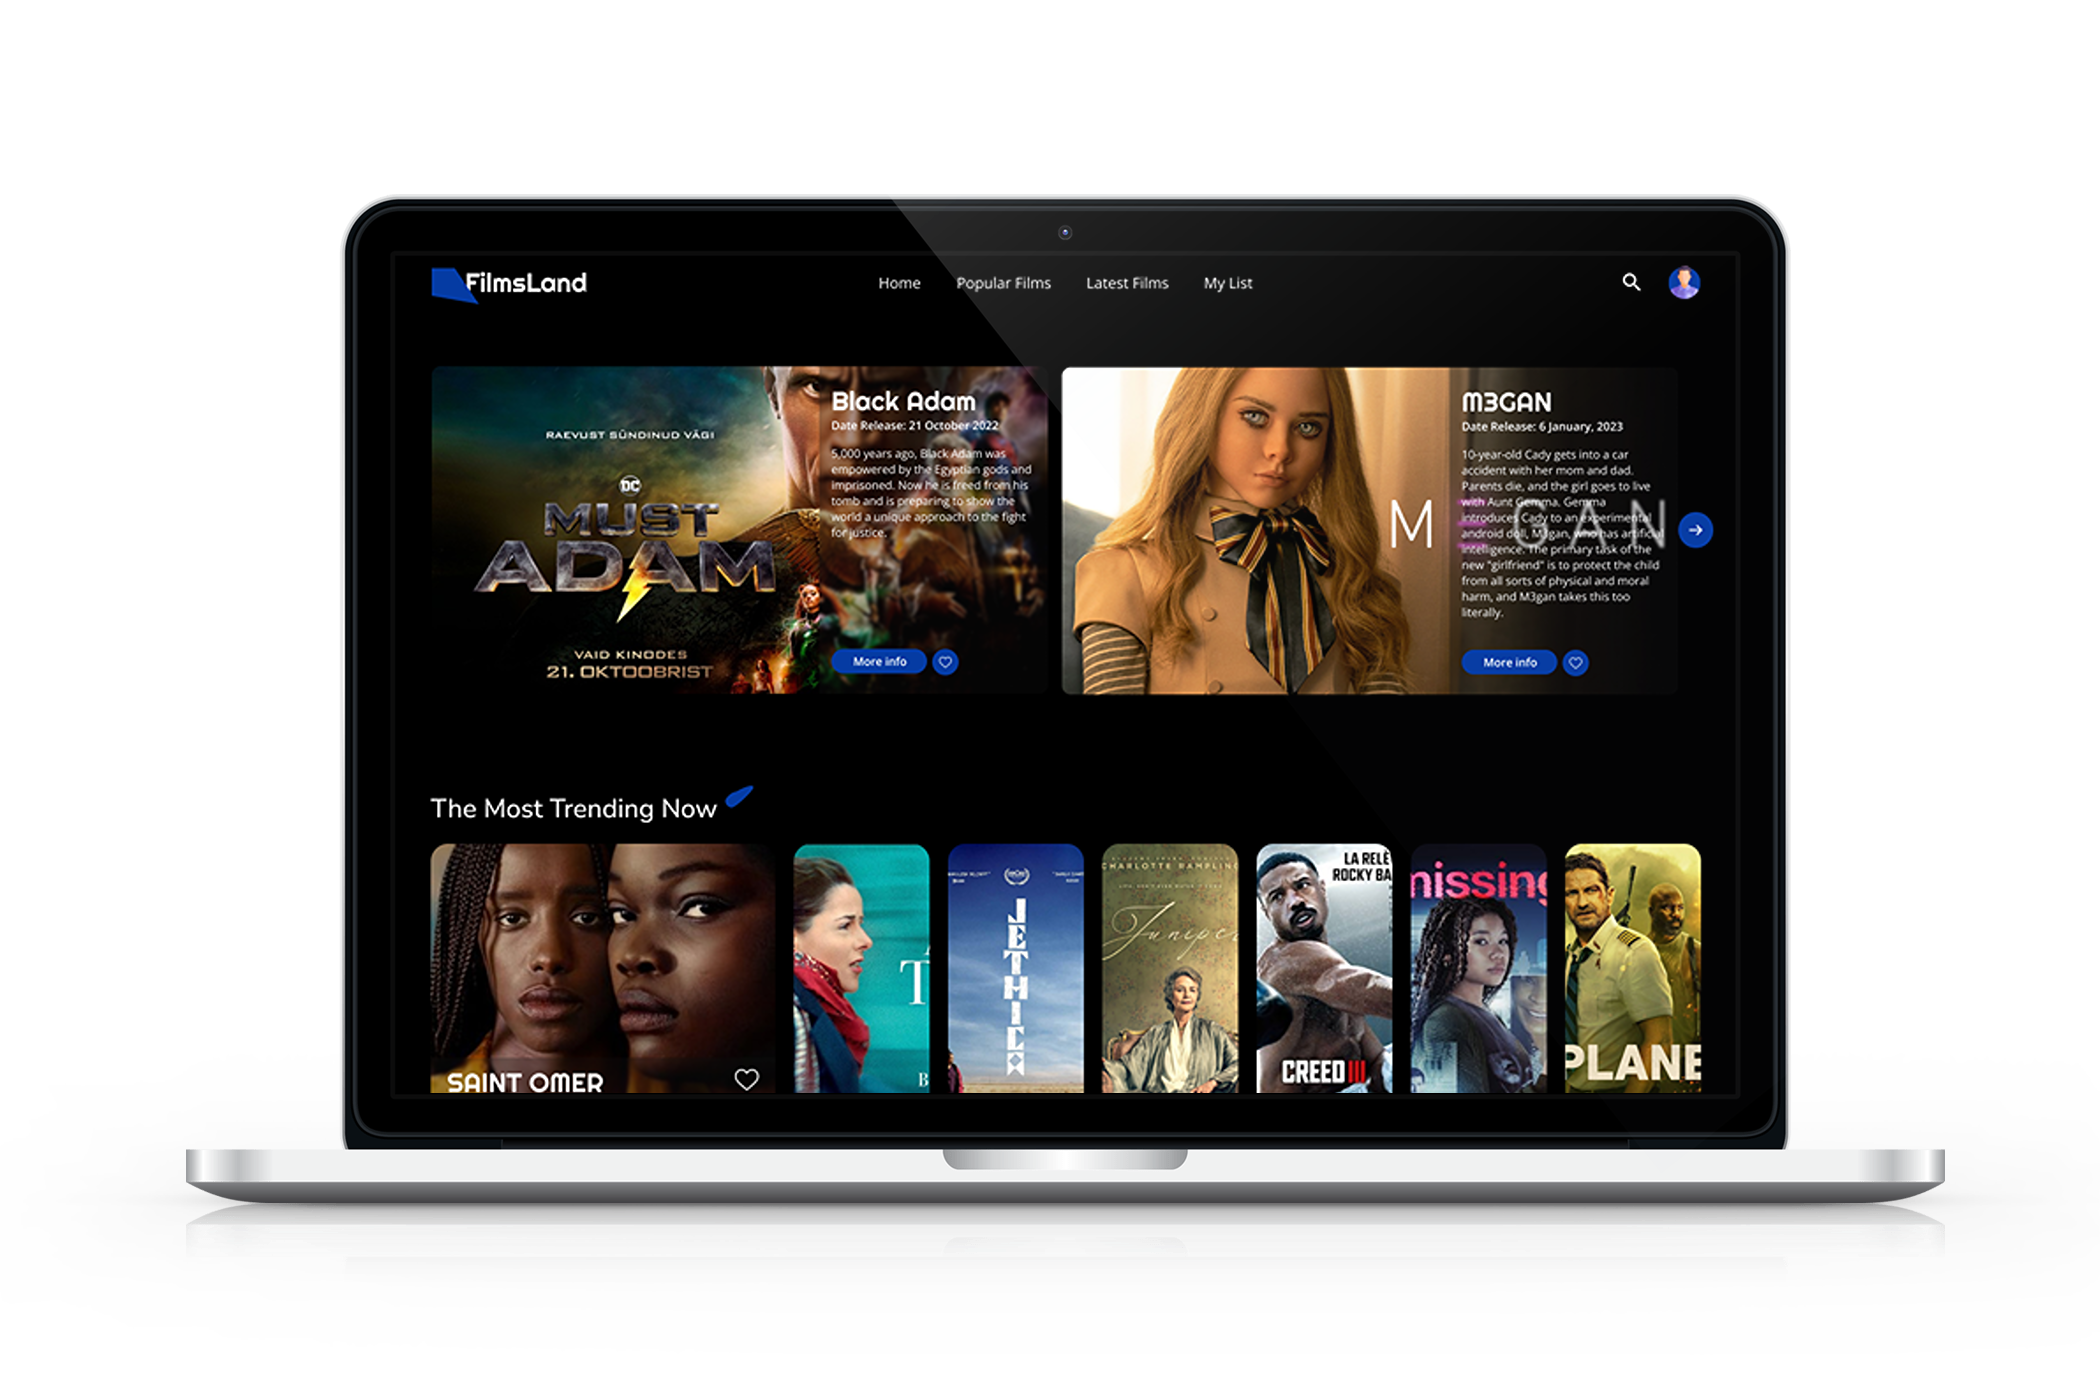 FilmsLand
Home
Popular Films
Latest Films
My List
RAEVUST SÜNDINUD VÄGI
DC
MUST
ADAM
VAID KINODES
21. OKTOOBRIST
Black Adam
Date Release: 21 October 2022
5,000 years ago, Black Adam was
empowered by the Egyptian gods and
imprisoned. Now he is freed from his
tomb and is preparing to show the
world a unique approach to the fight
for justice.
More info
M GAN
M3GAN
Date Release: 6 January, 2023
10-year-old Cady gets into a car
accident with her mom and dad.
Parents die, and the girl goes to live
with Aunt Gemma. Gemma
introduces Cady to an experimental
android doll, M3gan, who has artificial
intelligence. The primary task of the
new "girlfriend" is to protect the child
from all sorts of physical and moral
harm, and M3gan takes this too
literally.
More info
The Most Trending Now
SAINT OMER
T
B
JETHICA
CHARLOTTE RAMPLING
Juniper
LA RELÈ
ROCKY BA
CREED III
missing
PLANE